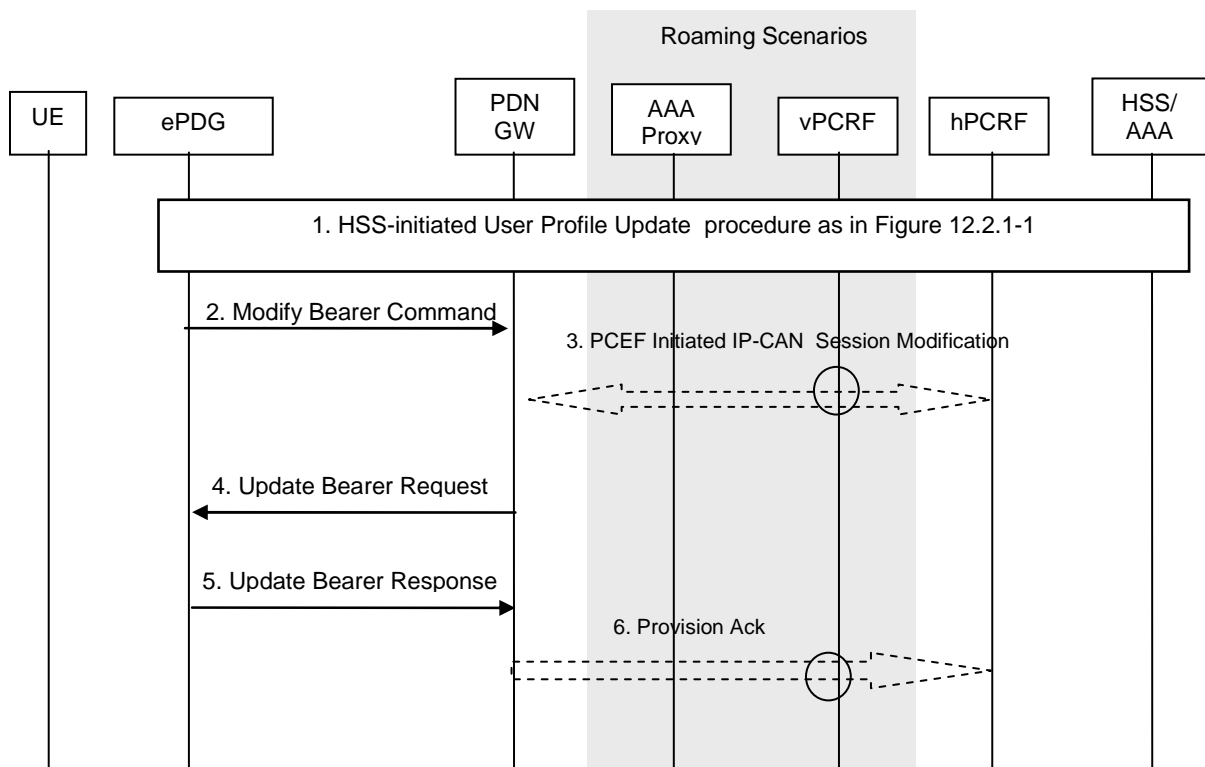 Roaming Scenarios
UE
ePDG
PDN
GW
AAA
Proxy
vPCRF
hPCRF
HSS/
AAA
1. HSS-initiated User Profile Update procedure as in Figure 12.2.1-1
2. Modify Bearer Command
3. PCEF Initiated IP-CAN Session Modification
4. Update Bearer Request
5. Update Bearer Response
6. Provision Ack